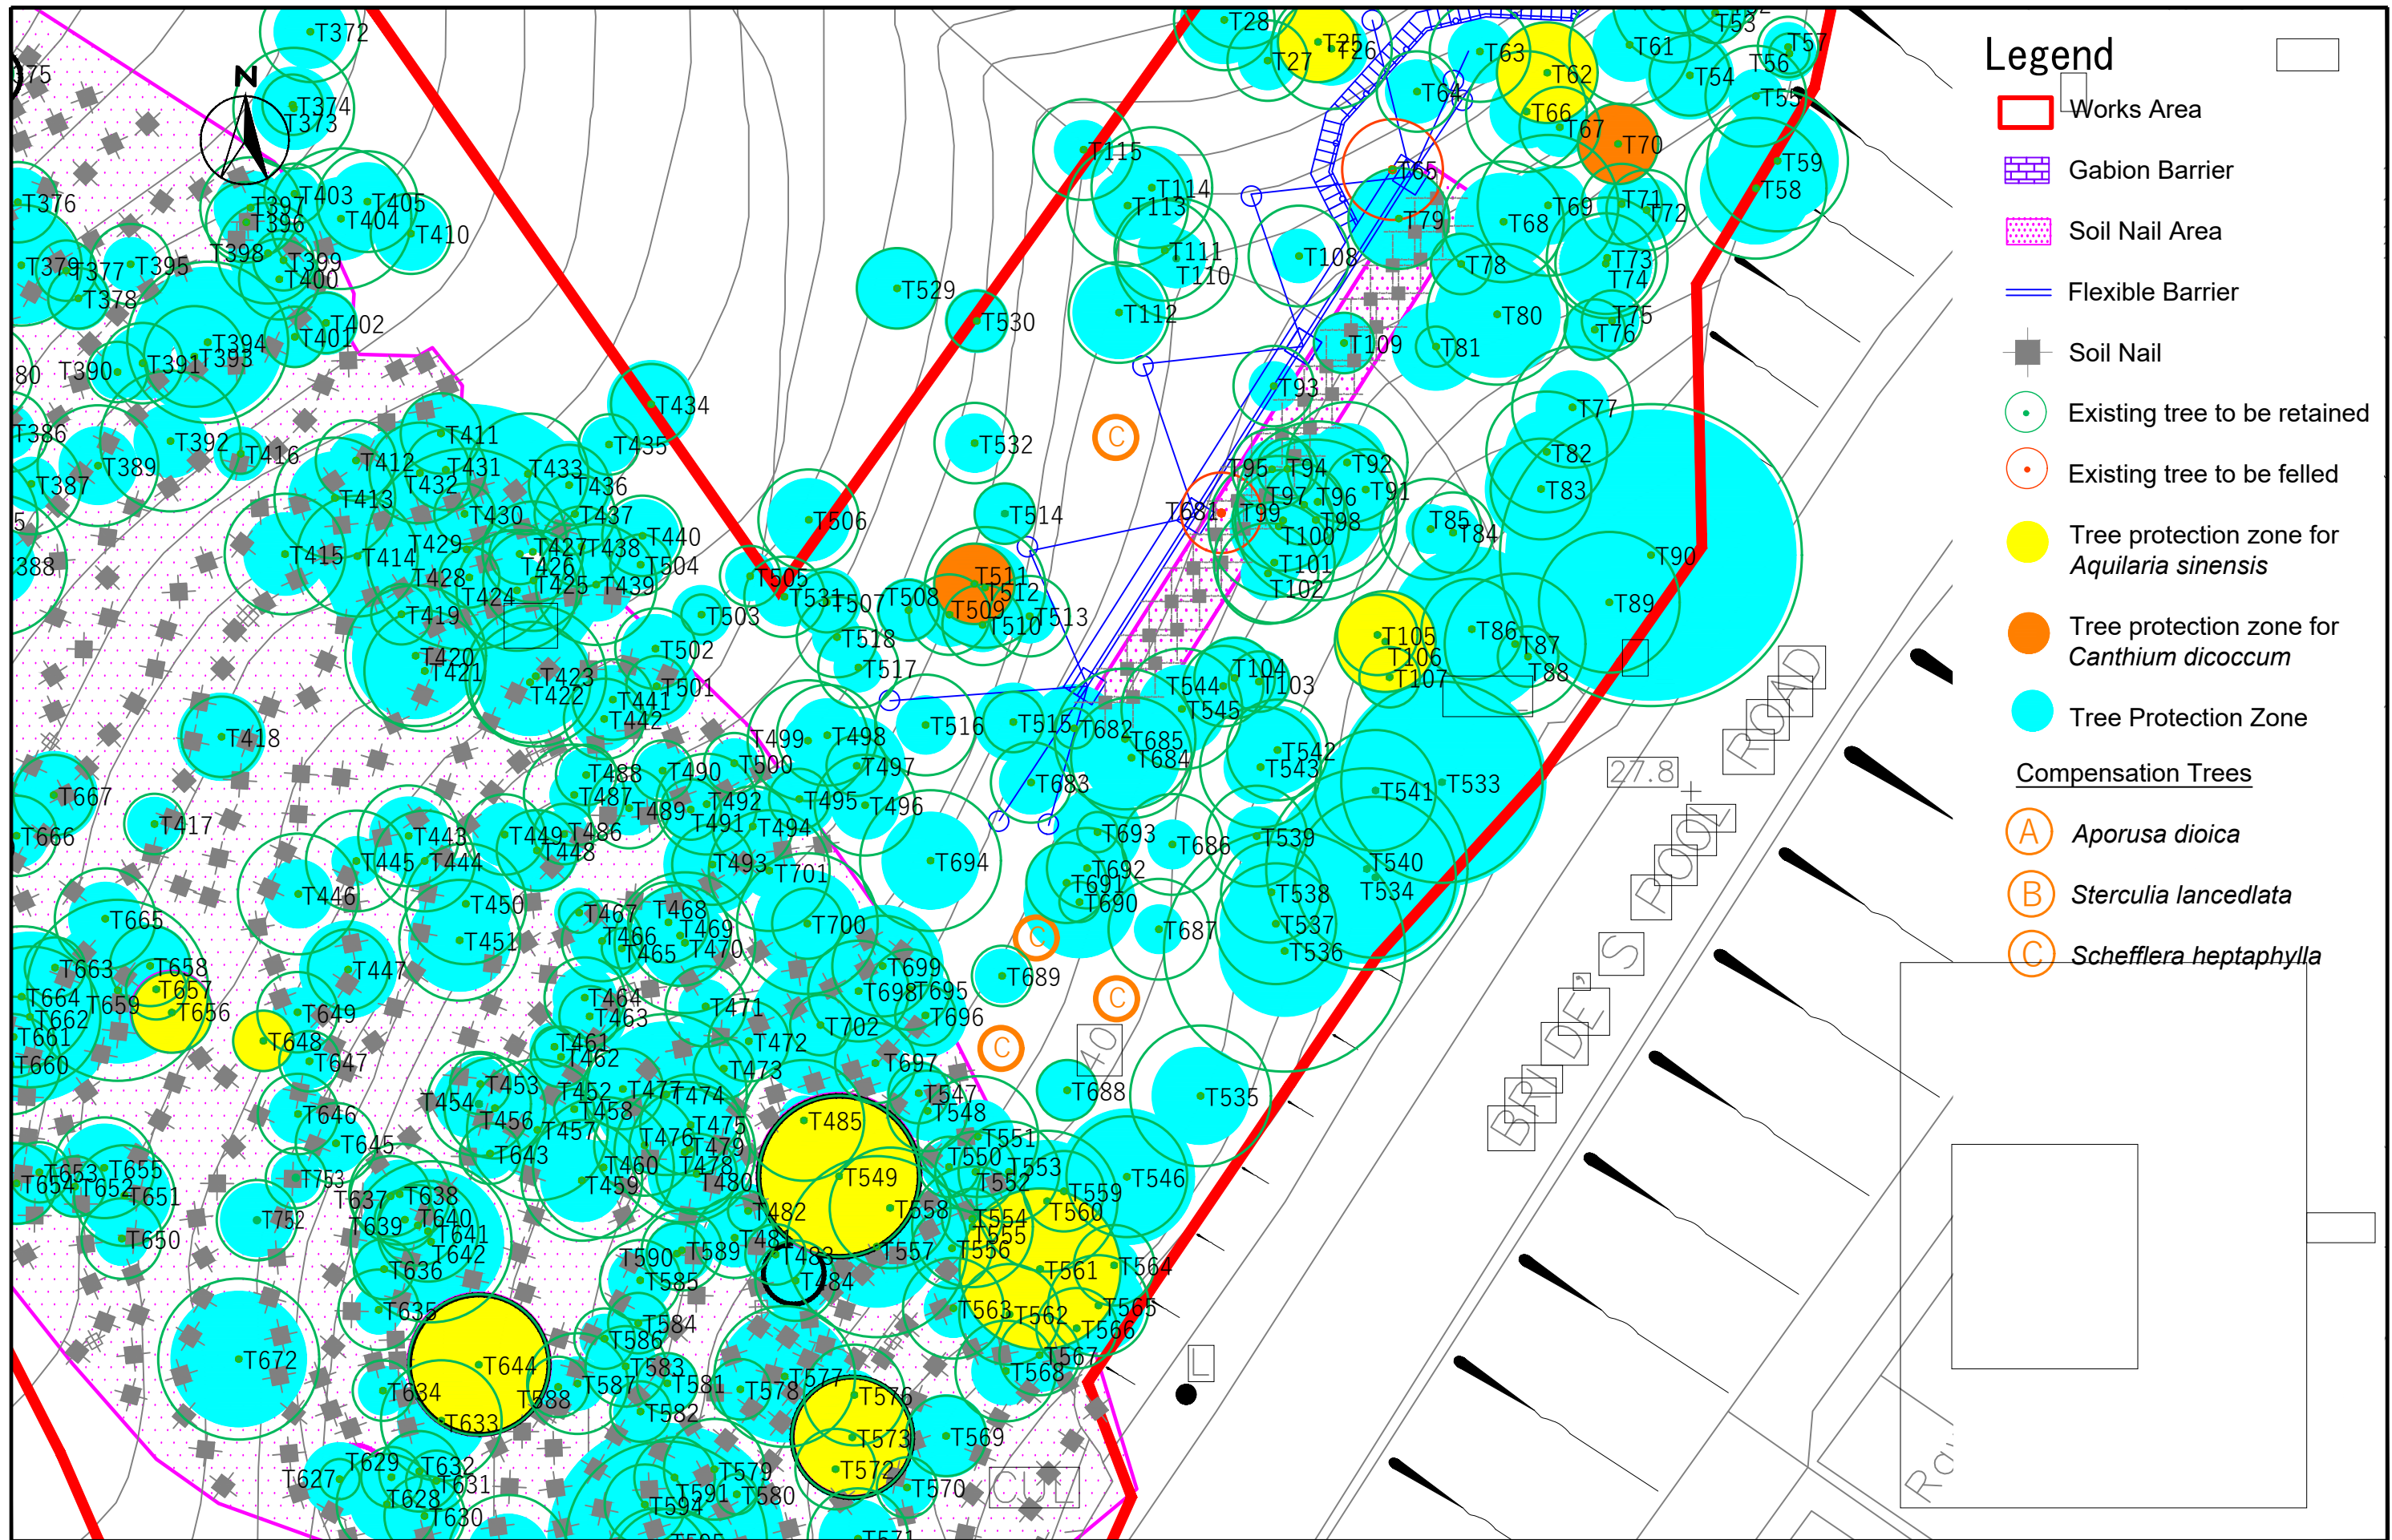 Legend
Works Area
Gabion Barrier
Soil Nail Area
Flexible Barrier
Soil Nail
Existing tree to be retained
Existing tree to be felled
Tree protection zone for
Aquilaria sinensis
Tree protection zone for
Canthium dicoccum
Tree Protection Zone
Compensation Trees
A Aporusa dioica
B Sterculia lancedlata
C Schefflera heptaphylla
N
T372
T374
T373
T28
T25
T27
T63
T62
T61
T53
T57
T56
T54
T55
T64
T66
T67
T70
T65
T59
T58
T115
T114
T113
T111
T110
T112
T108
T79
T78
T68
T69
T71
T72
T73
T74
T75
T76
T80
T81
T109
T93
T77
T82
T83
T376
T379
T377
T378
T395
T397
T396
T398
T399
T400
T403
T404
T405
T410
T402
T401
T394
T393
T390
T391
T392
T389
T386
T387
T416
T529
T530
T434
T435
T532
C
T506
T514
T411
T412
T413
T431
T432
T433
T436
T430
T437
T440
T438
T504
T439
T427
T426
T425
T429
T428
T424
T414
T415
T419
T420
T421
T423
T422
T95
T94
T92
T91
T96
T97
T98
T99
T100
T101
T102
T681
T85
T84
T90
T89
T86
T87
T88
T105
T106
T107
T104
T103
T505
T531
T507
T508
T511
T512
T509
T510
T513
T518
T517
T503
T502
T501
T441
T442
T418
T499
T498
T497
T500
T516
T515
T682
T685
T684
T683
T544
T545
T542
T543
T541
T533
T667
T666
T417
T488
T487
T490
T489
T492
T491
T494
T495
T496
T493
T701
T694
T443
T444
T445
T446
T449
T448
T486
T450
T451
T447
T693
T692
T691
T690
T686
T687
T539
T540
T538
T534
T537
T536
C
C
C
T689
T688
T535
40
T665
T663
T664
T662
T661
T660
T658
T657
T659
T656
T648
T649
T647
T646
T645
T467
T466
T465
T468
T469
T470
T464
T463
T461
T462
T471
T472
T473
T474
T477
T475
T476
T479
T478
T480
T700
T699
T698
T695
T696
T702
T697
T547
T548
T453
T454
T452
T456
T457
T458
T643
T460
T459
T485
T549
T551
T550
T553
T552
T546
T559
T560
T554
T555
T556
T558
T557
T561
T564
T565
T562
T563
T566
T567
T568
T653
T654
T652
T655
T651
T650
T753
T752
T637
T638
T639
T640
T641
T642
T636
T635
T672
T644
T634
T633
T482
T481
T483
T484
T589
T590
T585
T584
T586
T583
T587
T588
T581
T582
T578
T577
T576
T573
T572
T569
T570
T571
T579
T580
T591
T594
T595
T627
T629
T632
T631
T628
T630
CUL
L
27.8
BRIDE'S POOL ROAD